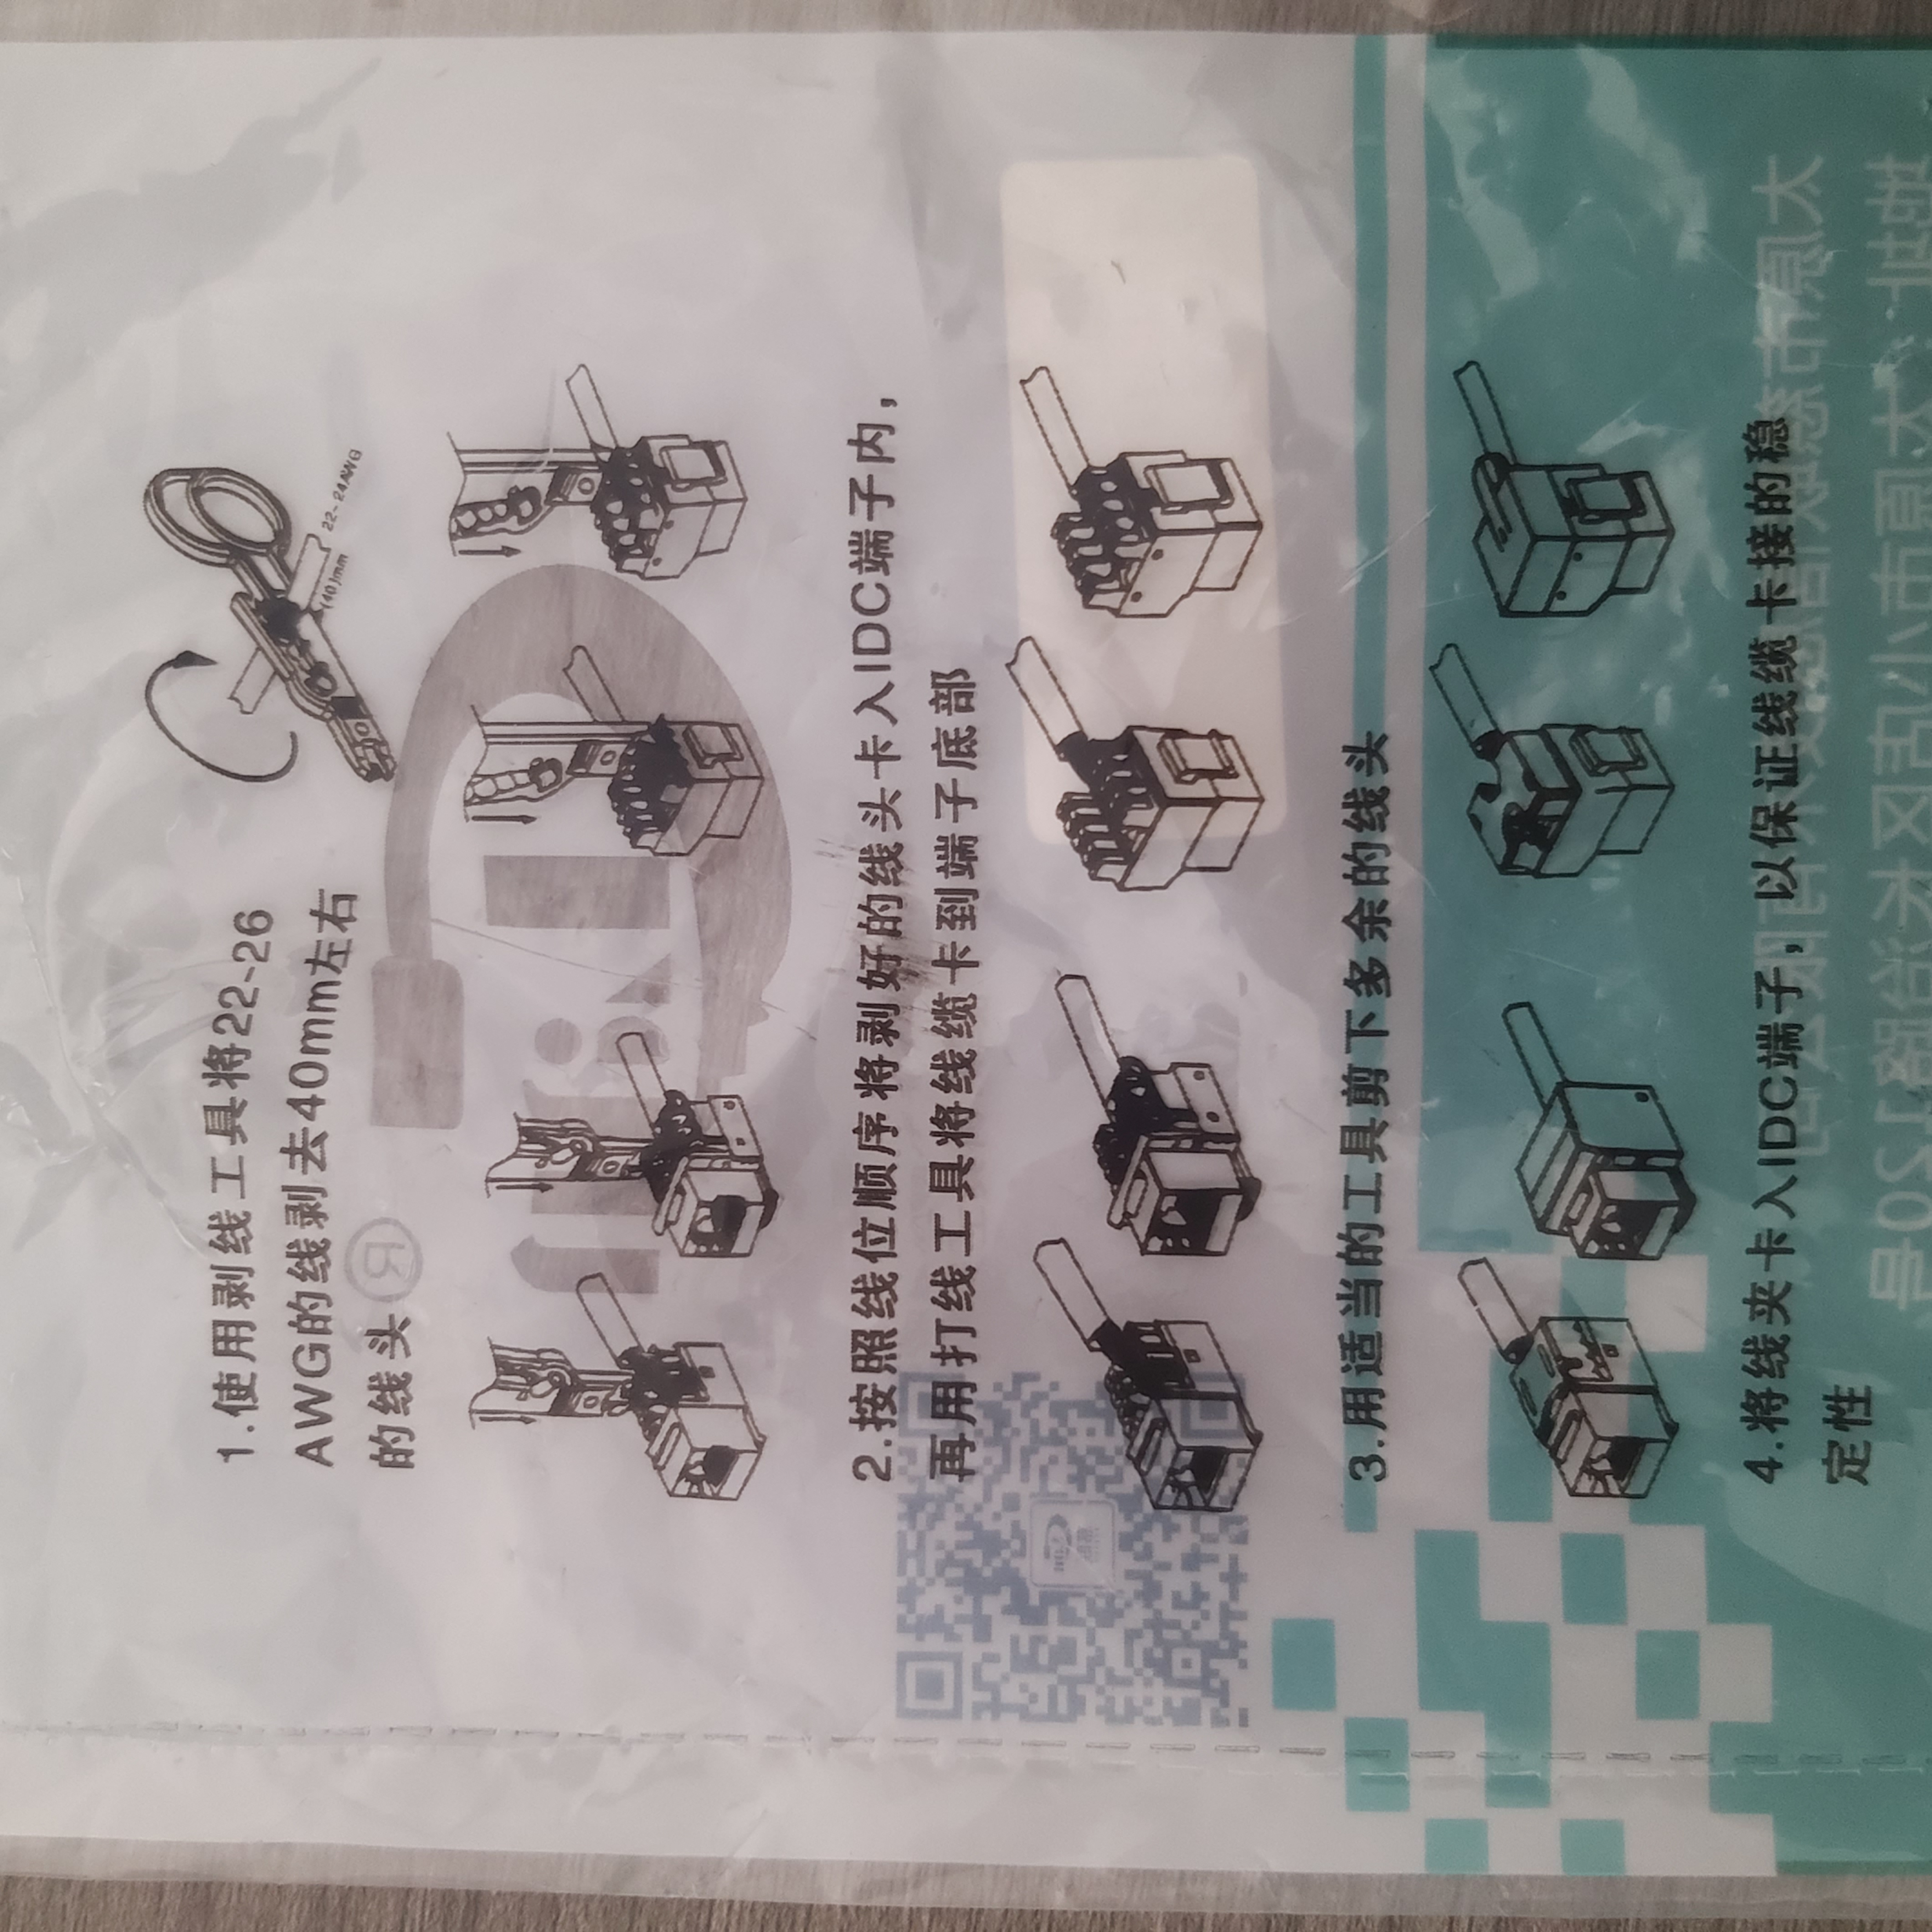 1.使用剥线工具将22~26
AWG的线剥去40mm左右
的线头
22-24AWG
(40)mm
2.按照线位顺序将剥好的线头卡入IDC端子内，
再用打线工具将线缆卡到端子底部
3.用适当的工具剪下多余的线头
4.将线夹卡入IDC端子，以保证线缆卡接的稳
定性